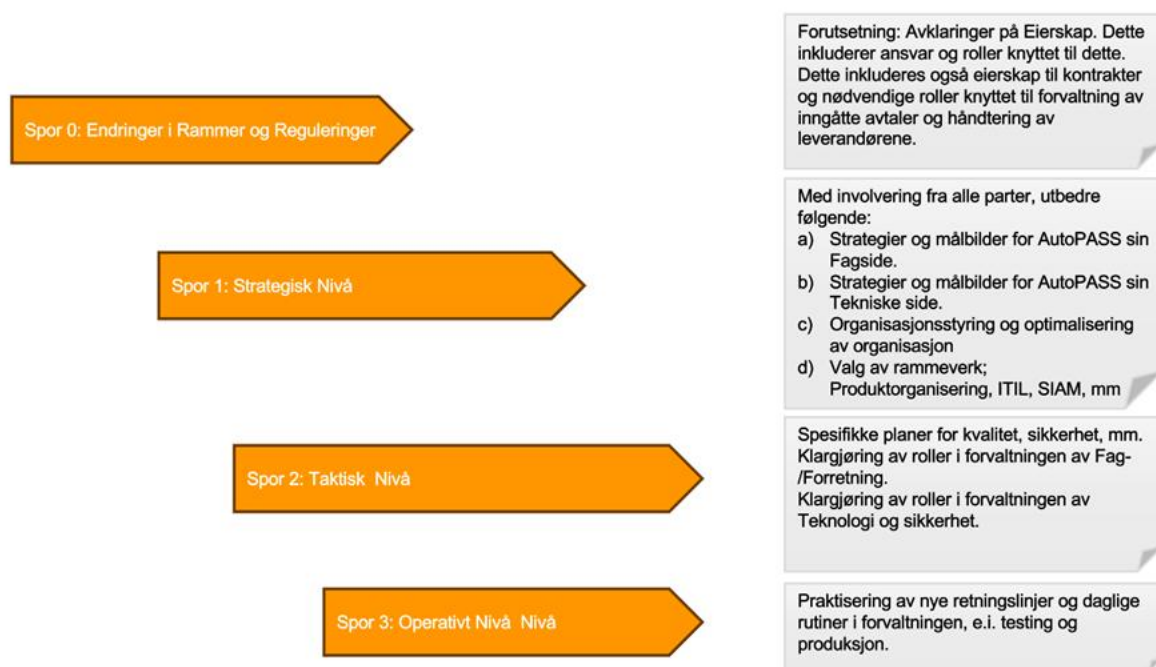 Forutsetning: Avklaringer på Eierskap. Dette
inkluderer ansvar og roller knyttet til dette.
Dette inkluderes også eierskap til kontrakter
og nødvendige roller knyttet til forvaltning av
inngåtte avtaler og håndtering av
leverandørene.
Spor 0: Endringer i Rammer og Reguleringer
Med involvering fra alle parter, utbedre
følgende:
a) Strategier og målbilder for AutoPASS sin
Fagside.
b) Strategier og målbilder for AutoPASS sin
Tekniske side.
c) Organisasjonsstyring og optimalisering
av organisasjon
d) Valg av rammeverk;
Produktorganisering, ITIL, SIAM, mm
Spor 1: Strategisk Nivå
Spesifikke planer for kvalitet, sikkerhet, mm.
Klargjøring av roller i forvaltningen av Fag-
/Forretning.
Klargjøring av roller i forvaltningen av
Teknologi og sikkerhet.
Spor 2: Taktisk  Nivå
Praktisering av nye retningslinjer og daglige
rutiner i forvaltningen, e.i. testing og
produksjon.
Spor 3: Operativt Nivå  Nivå